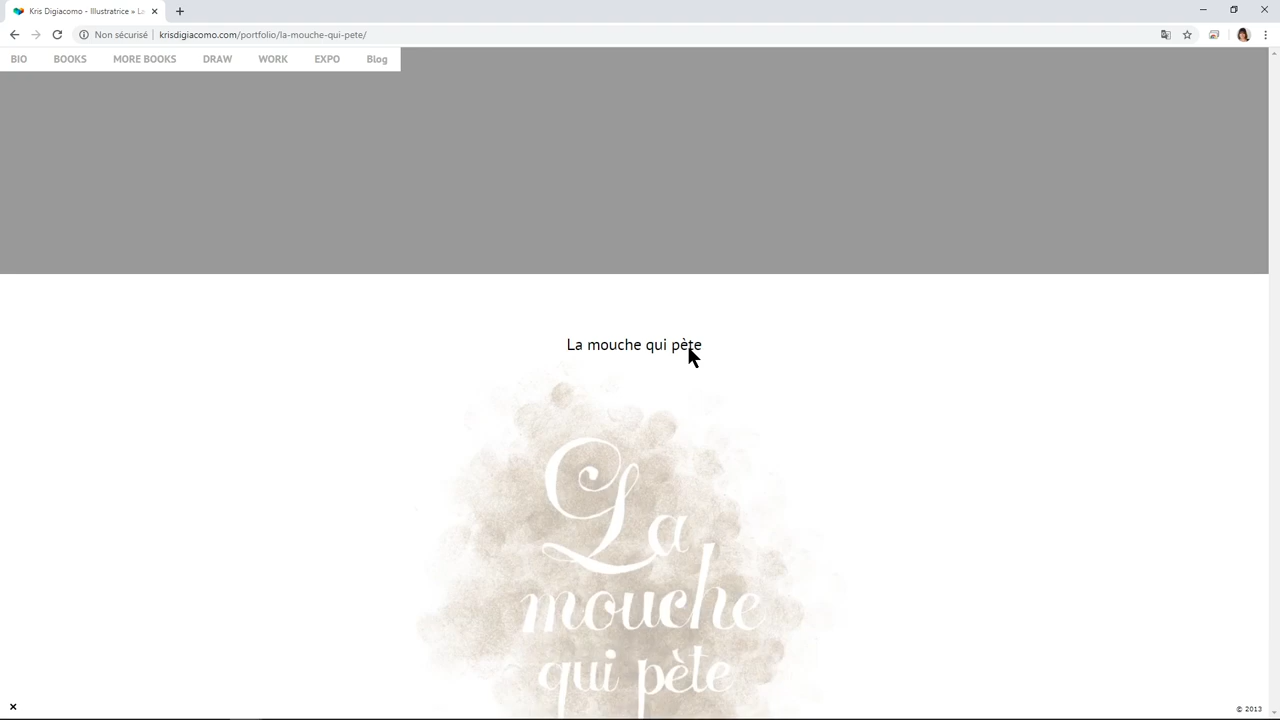 Kris Digiacomo - Illustratrice » La
Non sécurisé
krisdigiacomo.com/portfolio/la-mouche-qui-pete/
BIO BOOKS MORE BOOKS DRAW WORK EXPO Blog
La mouche qui pète
La
mouche
qui pète
© 2013